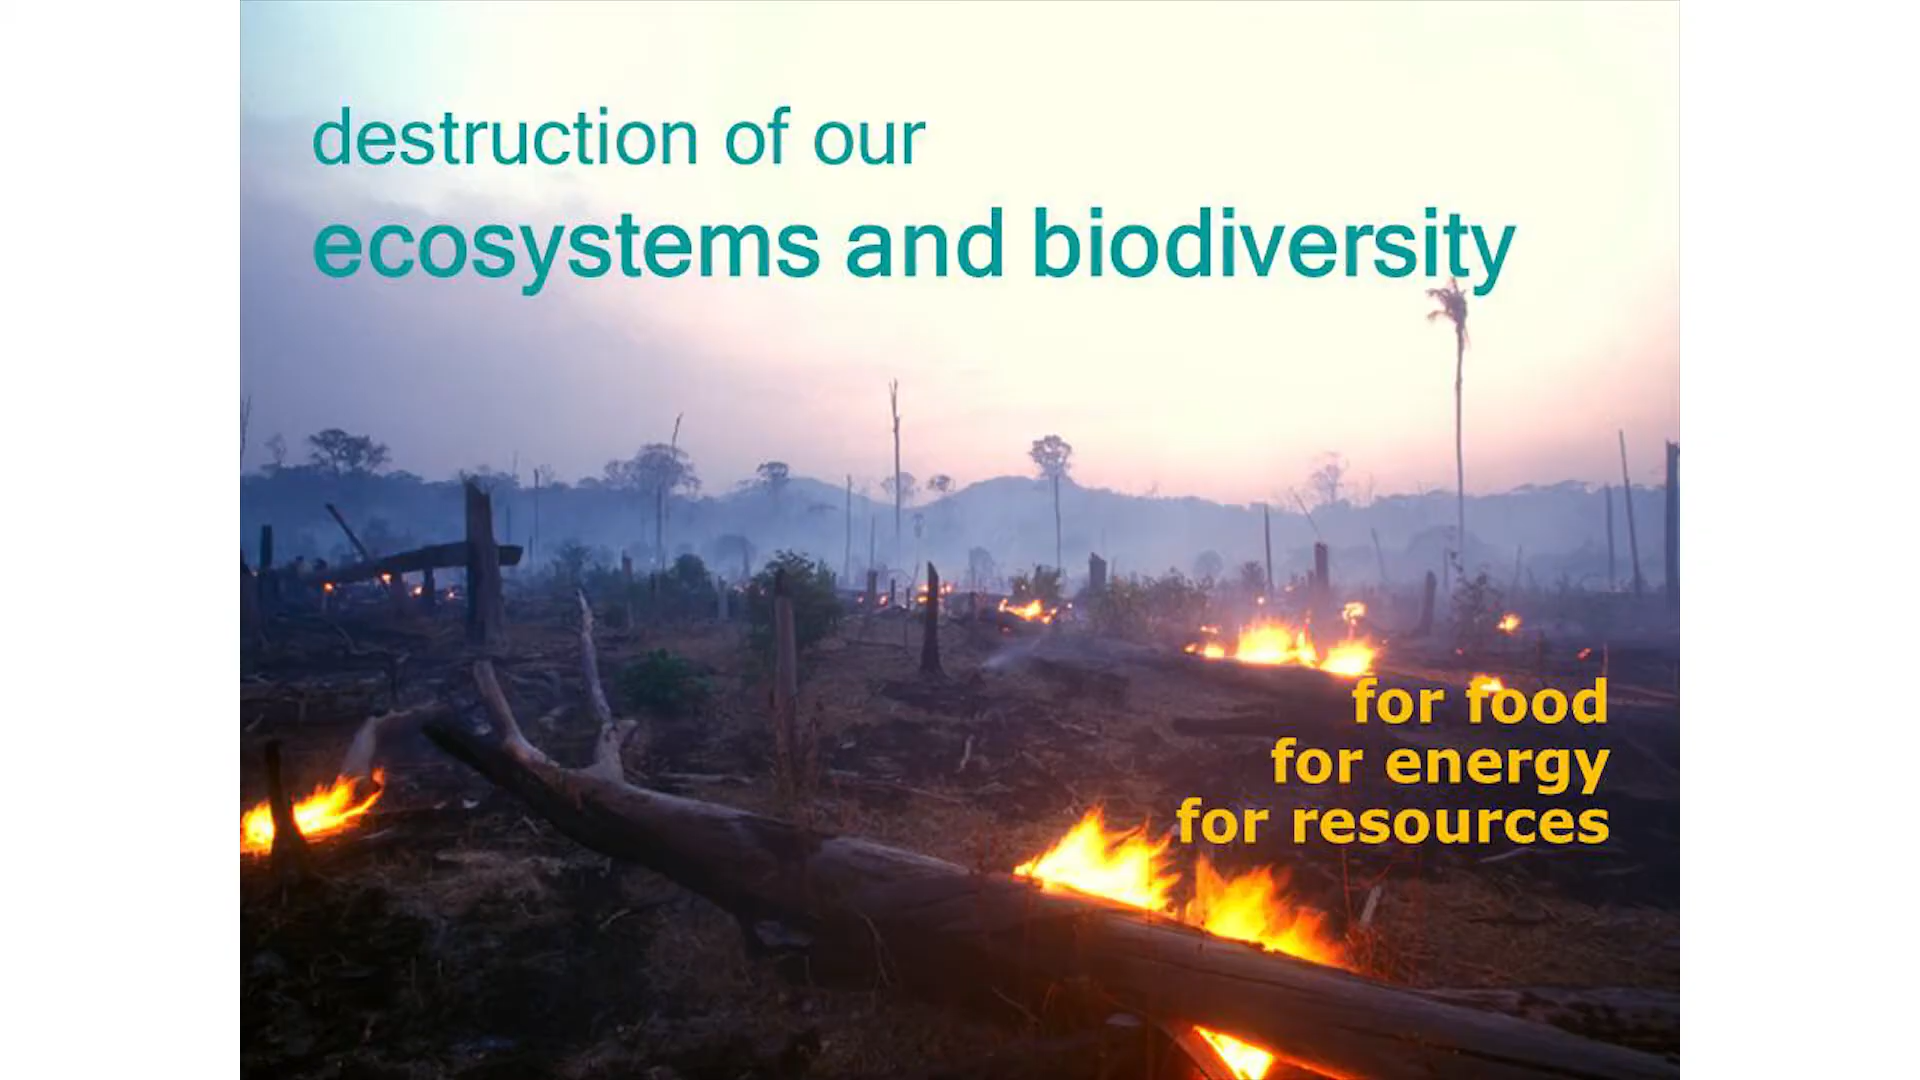 destruction of our
ecosystems and biodiversity
for food
for energy
for resources